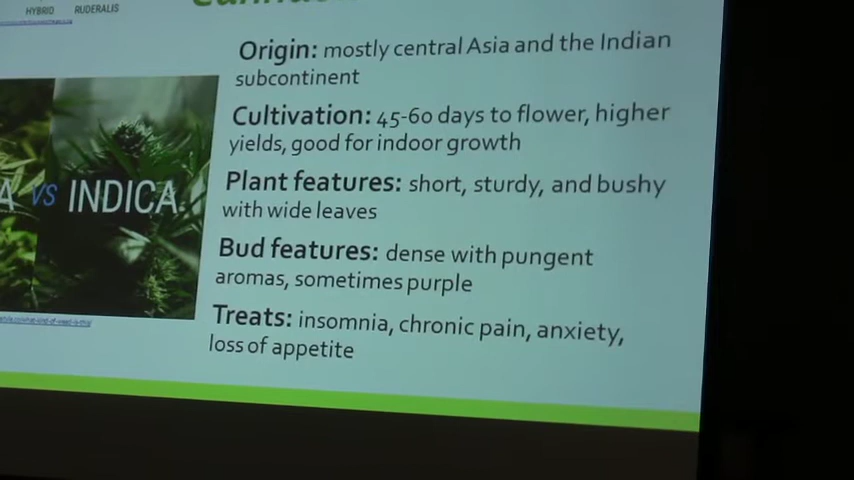 HYBRID RUDERALIS
Origin: mostly central Asia and the Indian
subcontinent
Cultivation: 45-60 days to flower, higher
yields, good for indoor growth
A VS INDICA
Plant features: short, sturdy, and bushy
with wide leaves
Bud features: dense with pungent
aromas, sometimes purple
Treats: insomnia, chronic pain, anxiety,
loss of appetite